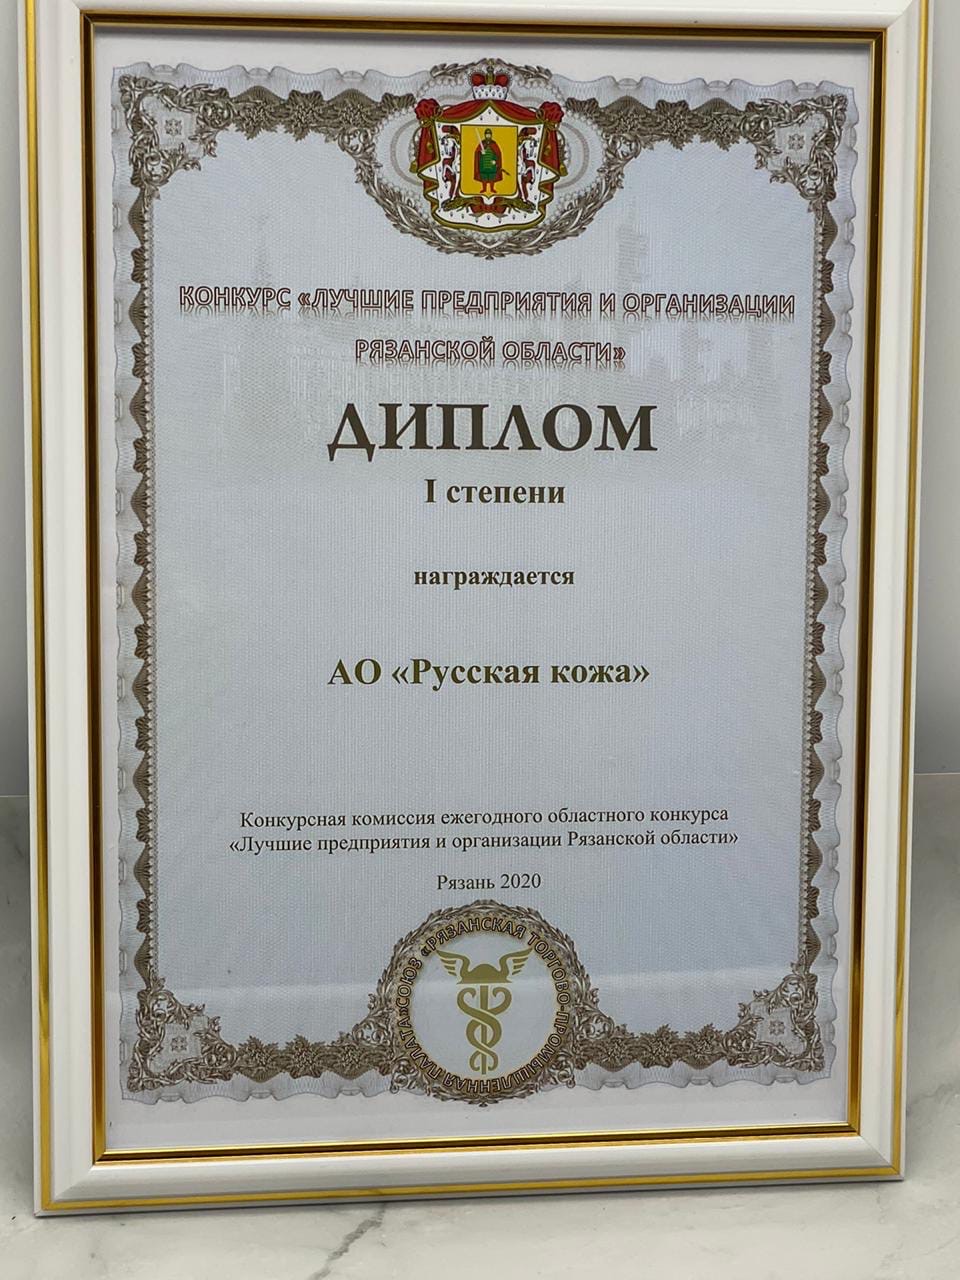 КОНКУРС «ЛУЧШИЕ ПРЕДПРИЯТИЯ И ОРГАНИЗАЦИИ
РЯЗАНСКОЙ ОБЛАСТИ»
ДИПЛОМ
I степени
награждается
АО «Русская кожа»
Конкурсная комиссия ежегодного областного конкурса
«Лучшие предприятия и организации Рязанской области»
Рязань 2020
СОЮЗ «РЯЗАНСКАЯ ТОРГОВО-ПРОМЫШЛЕННАЯ ПАЛАТА»